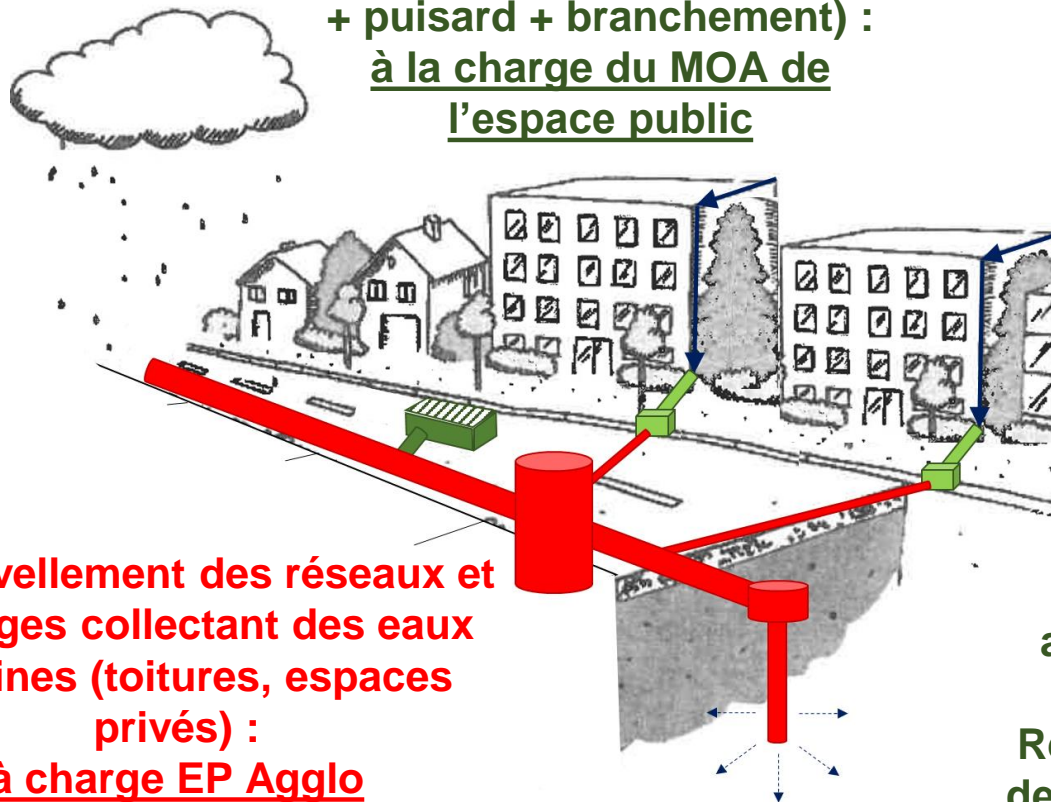 + puisard + branchement) :
à la charge du MOA de
l'espace public
vellement des réseaux et
ges collectant des eaux
ines (toitures, espaces
privés) :
à charge EP Agglo
a
R
de